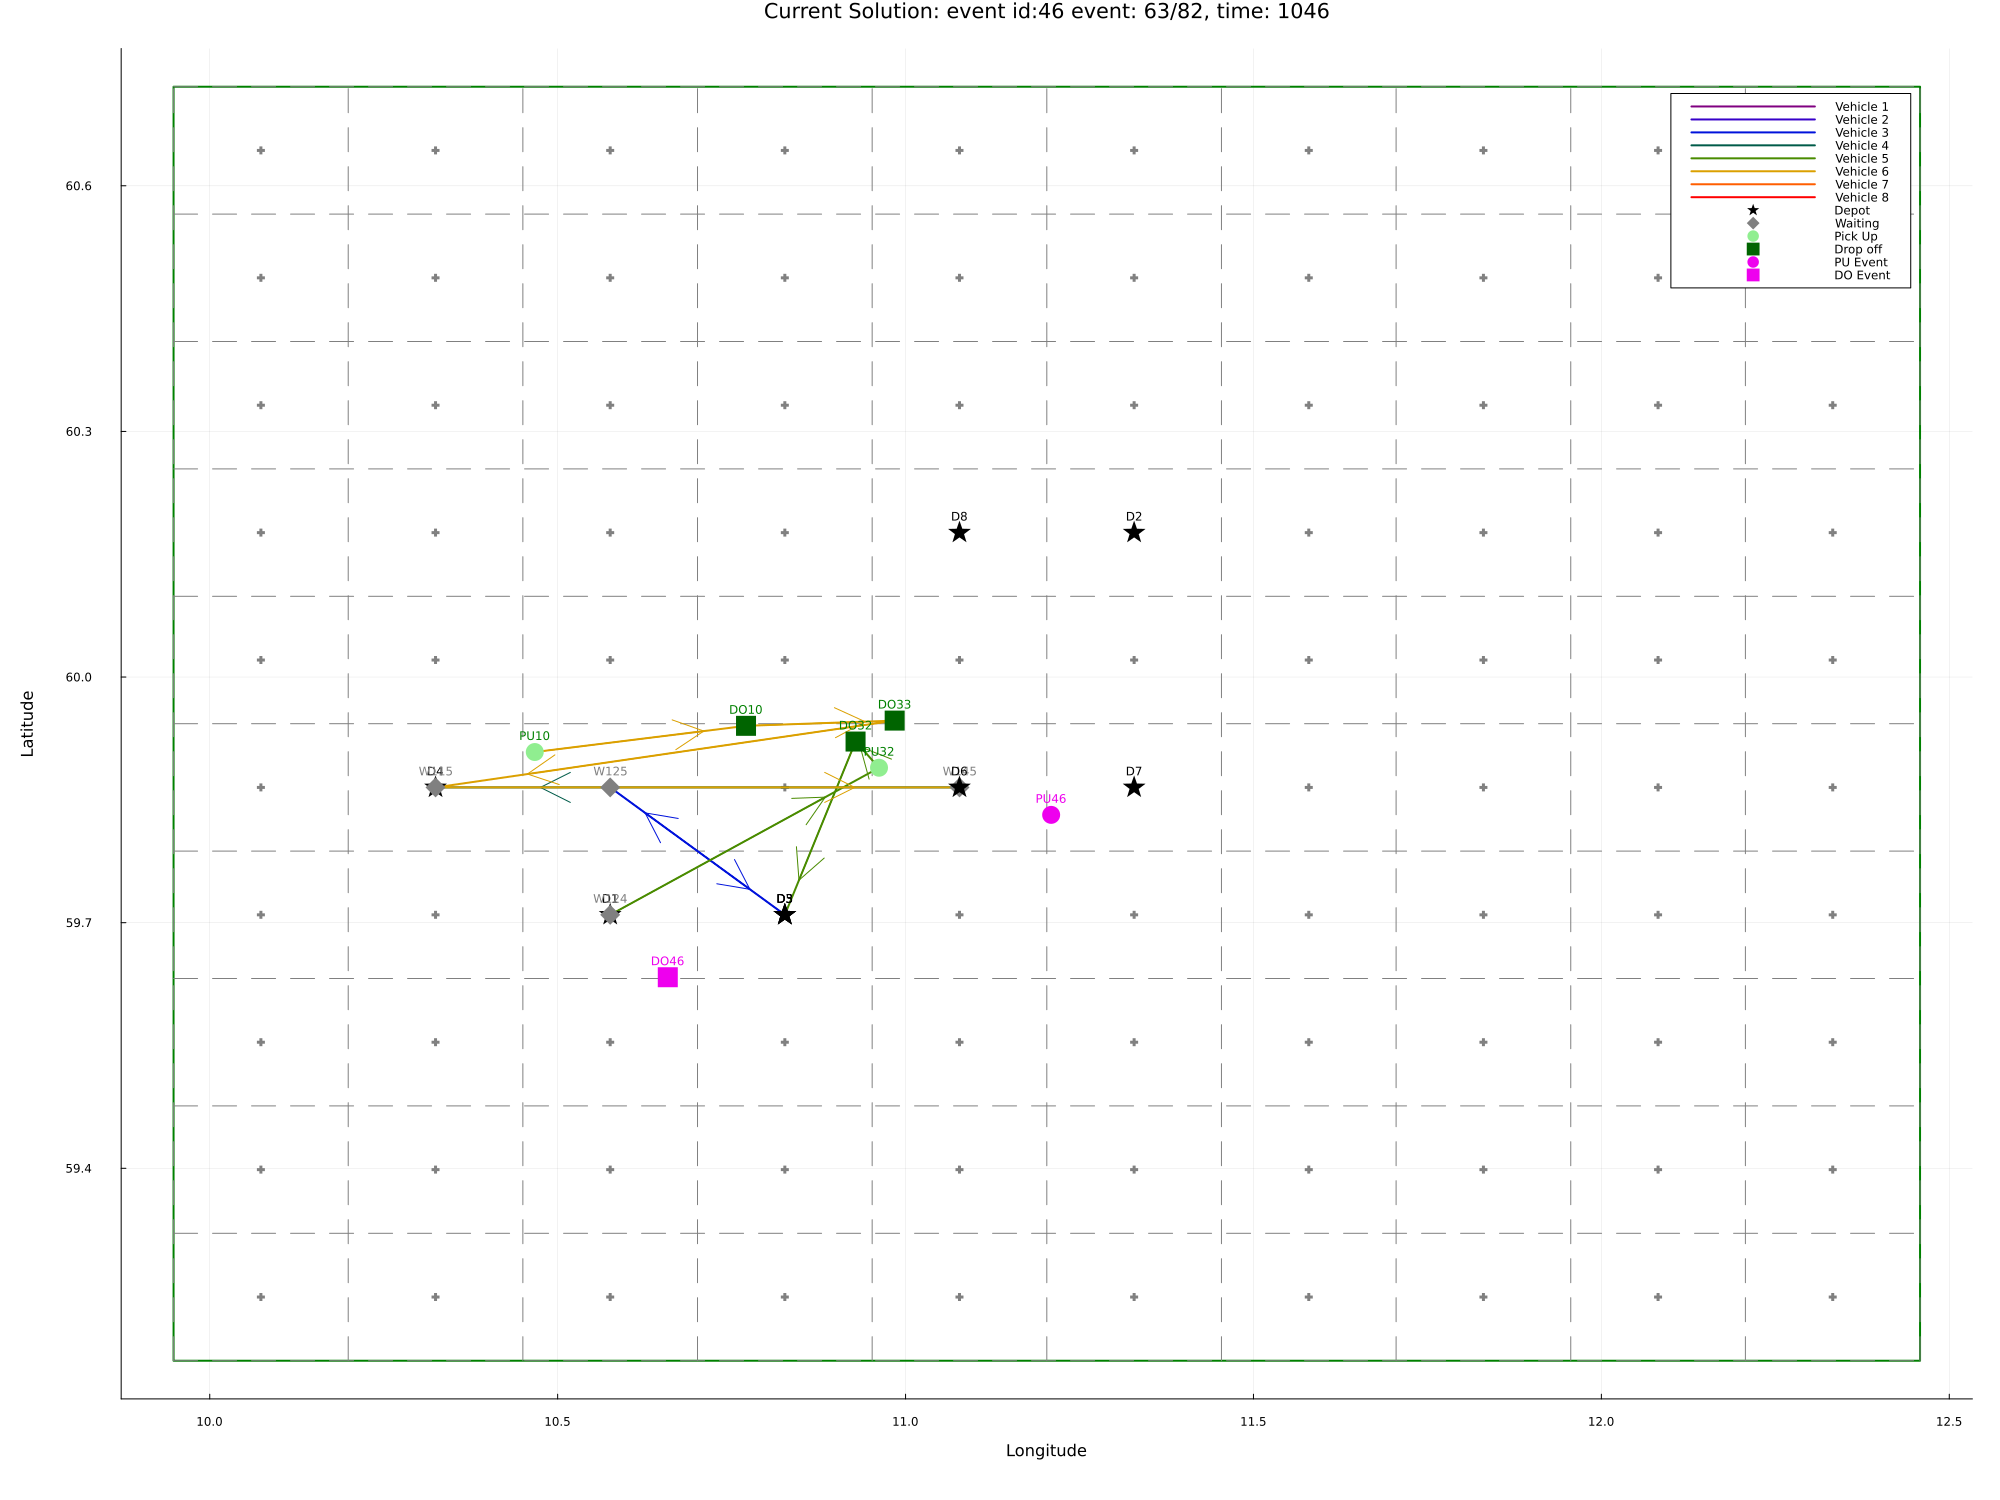 Current Solution: event id:46 event: 63/82, time: 1046
Vehicle 1
Vehicle 2
Vehicle 3
Vehicle 4
Vehicle 5
Vehicle 6
Vehicle 7
Vehicle 8
Depot
Waiting
Pick Up
Drop off
PU Event
DO Event
60.6
60.3
60.0
59.7
59.4
Latitude
D8
D2
DO33
DO10
DO32
PU10
PU32
D4
W125
D6
D7
PU46
D1
DO46
10.0
10.5
11.0
11.5
12.0
12.5
Longitude